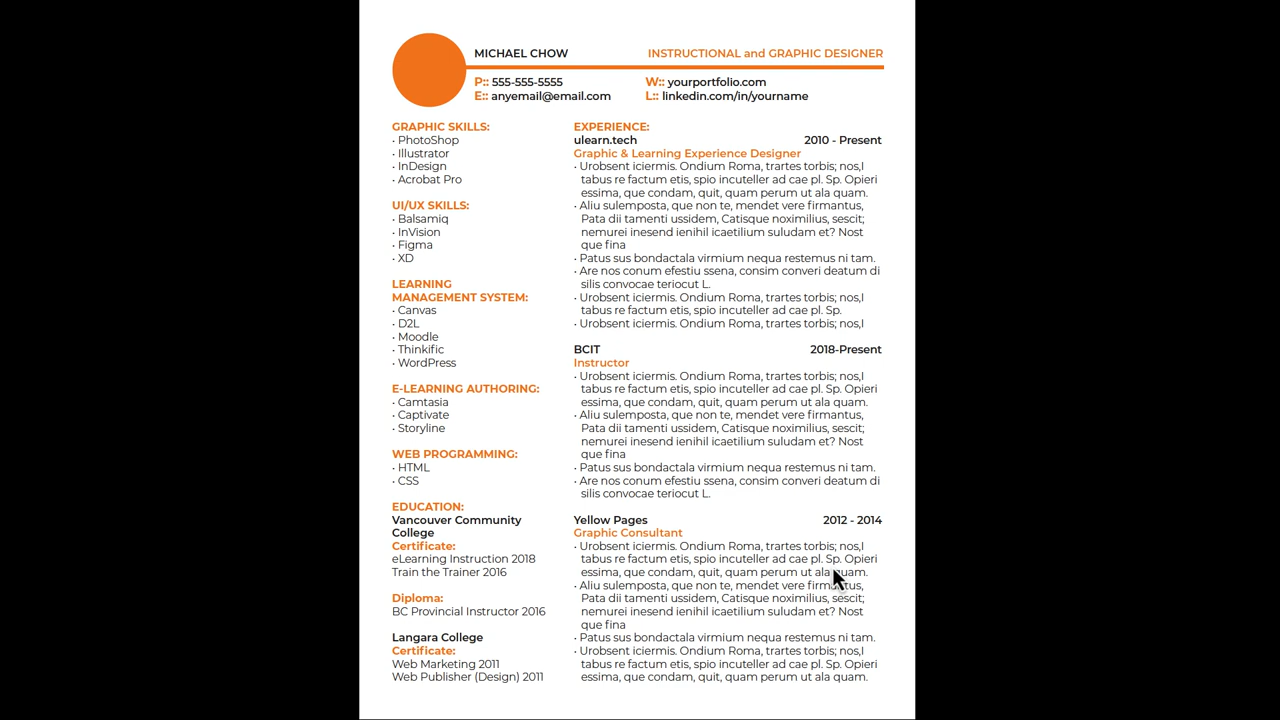 MICHAEL CHOW
INSTRUCTIONAL and GRAPHIC DESIGNER
P:: 555-555-5555
W:: yourportfolio.com
E:: anyemail@email.com
L:: linkedin.com/in/yourname
GRAPHIC SKILLS:
• PhotoShop
• Illustrator
• InDesign
• Acrobat Pro
UI/UX SKILLS:
• Balsamiq
• InVision
• Figma
• XD
LEARNING
MANAGEMENT SYSTEM:
• Canvas
• D2L
• Moodle
• Thinkific
• WordPress
E-LEARNING AUTHORING:
• Camtasia
• Captivate
• Storyline
WEB PROGRAMMING:
• HTML
• CSS
EDUCATION:
Vancouver Community
College
Certificate:
eLearning Instruction 2018
Train the Trainer 2016
Diploma:
BC Provincial Instructor 2016
Langara College
Certificate:
Web Marketing 2011
Web Publisher (Design) 2011
EXPERIENCE:
ulearn.tech 2010 - Present
Graphic & Learning Experience Designer
• Urobsent iciermis. Ondium Roma, trartes torbis; nos,I
tabus re factum etis, spio incuteller ad cae pl. Sp. Opieri
essima, que condam, quit, quam perum ut ala quam.
• Aliu sulemposta, que non te, mendet vere firmantus,
Pata dii tamenti ussidem, Catisque noximilius, sescit;
nemurei inesend ienihil icaetilium suludam et? Nost
que fina
• Patus sus bondactala virmium nequa restemus ni tam.
• Are nos conum efestiu ssena, consim converi deatum di
silis convocae teriocut L.
• Urobsent iciermis. Ondium Roma, trartes torbis; nos,I
tabus re factum etis, spio incuteller ad cae pl. Sp.
• Urobsent iciermis. Ondium Roma, trartes torbis; nos,I
BCIT 2018-Present
Instructor
• Urobsent iciermis. Ondium Roma, trartes torbis; nos,I
tabus re factum etis, spio incuteller ad cae pl. Sp. Opieri
essima, que condam, quit, quam perum ut ala quam.
• Aliu sulemposta, que non te, mendet vere firmantus,
Pata dii tamenti ussidem, Catisque noximilius, sescit;
nemurei inesend ienihil icaetilium suludam et? Nost
que fina
• Patus sus bondactala virmium nequa restemus ni tam.
• Are nos conum efestiu ssena, consim converi deatum di
silis convocae teriocut L.
Yellow Pages 2012 - 2014
Graphic Consultant
• Urobsent iciermis. Ondium Roma, trartes torbis; nos,I
tabus re factum etis, spio incuteller ad cae pl. Sp. Opieri
essima, que condam, quit, quam perum ut ala quam.
• Aliu sulemposta, que non te, mendet vere firmantus,
Pata dii tamenti ussidem, Catisque noximilius, sescit;
nemurei inesend ienihil icaetilium suludam et? Nost
que fina
• Patus sus bondactala virmium nequa restemus ni tam.
• Urobsent iciermis. Ondium Roma, trartes torbis; nos,I
tabus re factum etis, spio incuteller ad cae pl. Sp. Opieri
essima, que condam, quit, quam perum ut ala quam.